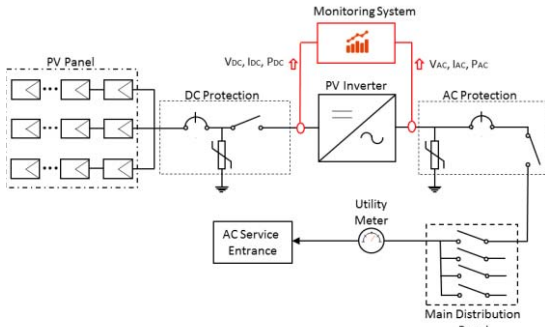 Monitoring System
VDC, IDC, PDC
VAC, IAC, PAC
PV Panel
DC Protection
PV Inverter
AC Protection
Utility
Meter
AC Service
Entrance
Main Distribution